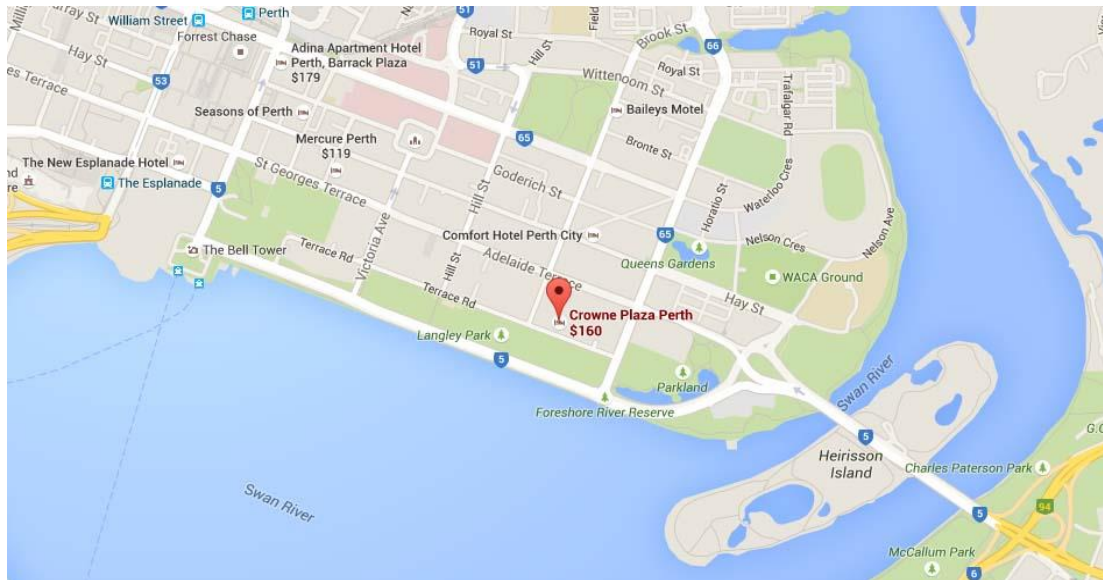 William Street
Perth
Forrest Chase
Hay St
Terrace
53
51
Royal St
51
Hill St
Adina Apartment Hotel
Perth, Barrack Plaza
$179
Brook St
66
Royal St
Wittenoom St
Trafalgar Rd
Baileys Motel
Seasons of Perth
Mercure Perth
$119
65
Bronte St
The New Esplanade Hotel
The Esplanade
5
St Georges Terrace
Goderich St
Hill St
Victoria Ave
Horatio St
Waterloo Cres
Nelson Ave
Nelson Cres
65
Comfort Hotel Perth City
Queens Gardens
WACA Ground
The Bell Tower
Terrace Rd
Hill St
Adelaide Terrace
Hay St
Terrace Rd
Crowne Plaza Perth
$160
Langley Park
5
Parkland
Foreshore River Reserve
Swan River
5
Heirisson
Island
Charles Paterson Park
Swan River
94
5
McCallum Park
6